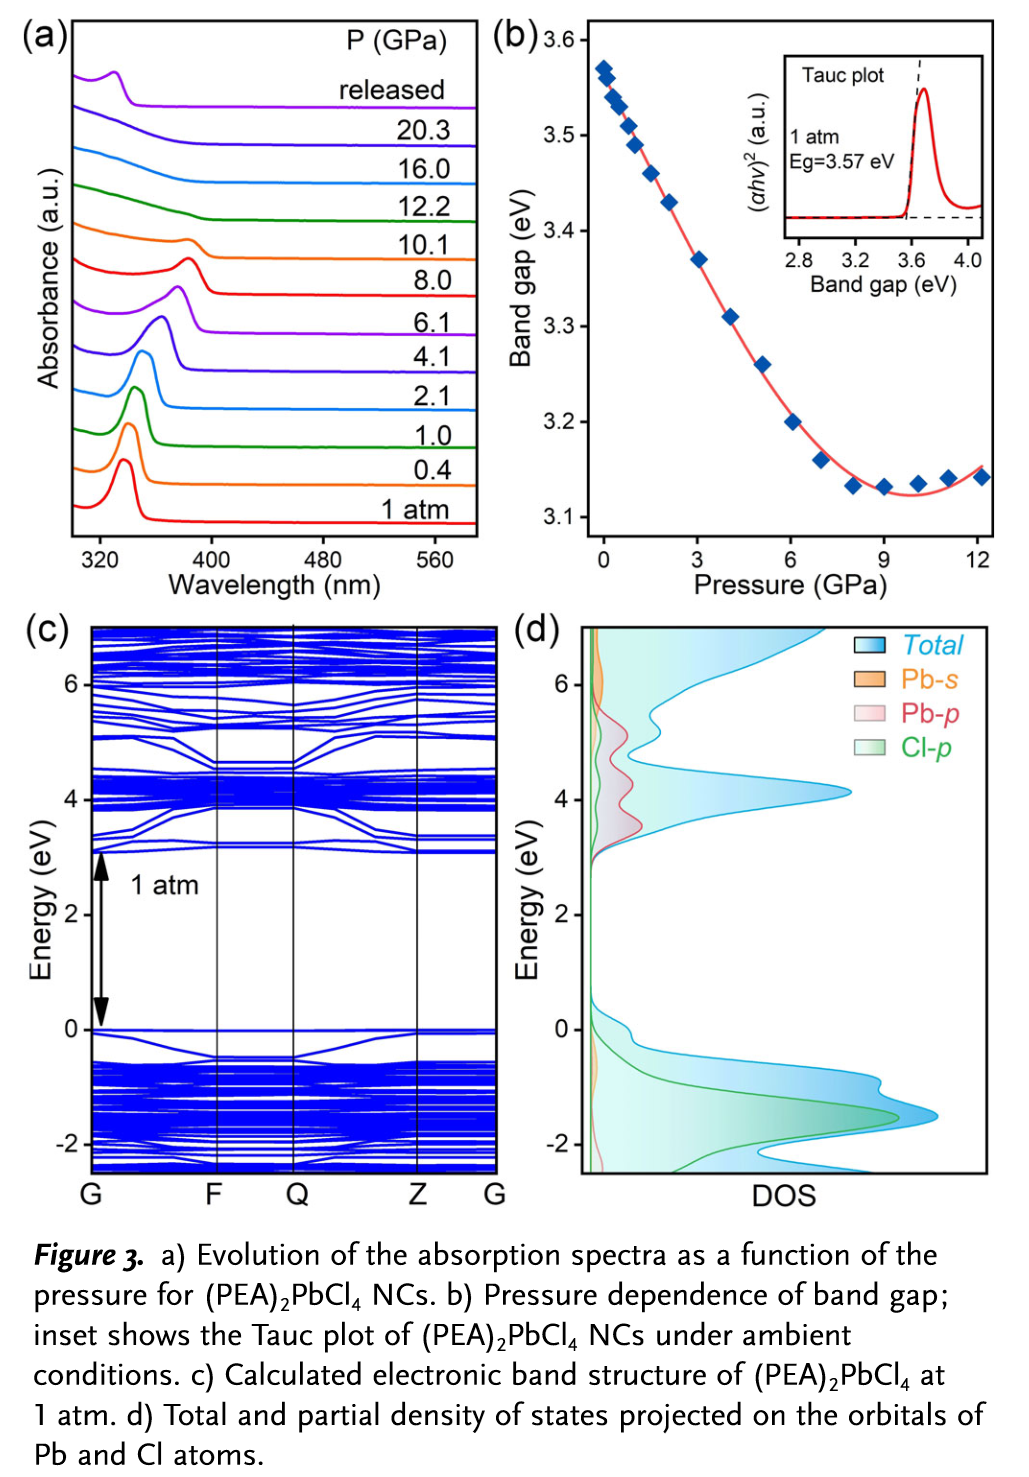 (a)
P (GPa)
released
20.3
16.0
12.2
10.1
8.0
6.1
4.1
2.1
1.0
0.4
1 atm
Absorbance (a.u.)
320 400 480 560
Wavelength (nm)
(b)
3.6
3.5
3.4
3.3
3.2
3.1
Band gap (eV)
0 3 6 9 12
Pressure (GPa)
Tauc plot
1 atm
Eg=3.57 eV
(αhv)² (a.u.)
2.8 3.2 3.6 4.0
Band gap (eV)
(c)
6
4
2
0
-2
Energy (eV)
1 atm
G F Q Z G
(d)
Total
Pb-s
Pb-p
Cl-p
6
4
2
0
-2
Energy (eV)
DOS
Figure 3. a) Evolution of the absorption spectra as a function of the
pressure for (PEA)₂PbCl₄ NCs. b) Pressure dependence of band gap;
inset shows the Tauc plot of (PEA)₂PbCl₄ NCs under ambient
conditions. c) Calculated electronic band structure of (PEA)₂PbCl₄ at
1 atm. d) Total and partial density of states projected on the orbitals of
Pb and Cl atoms.